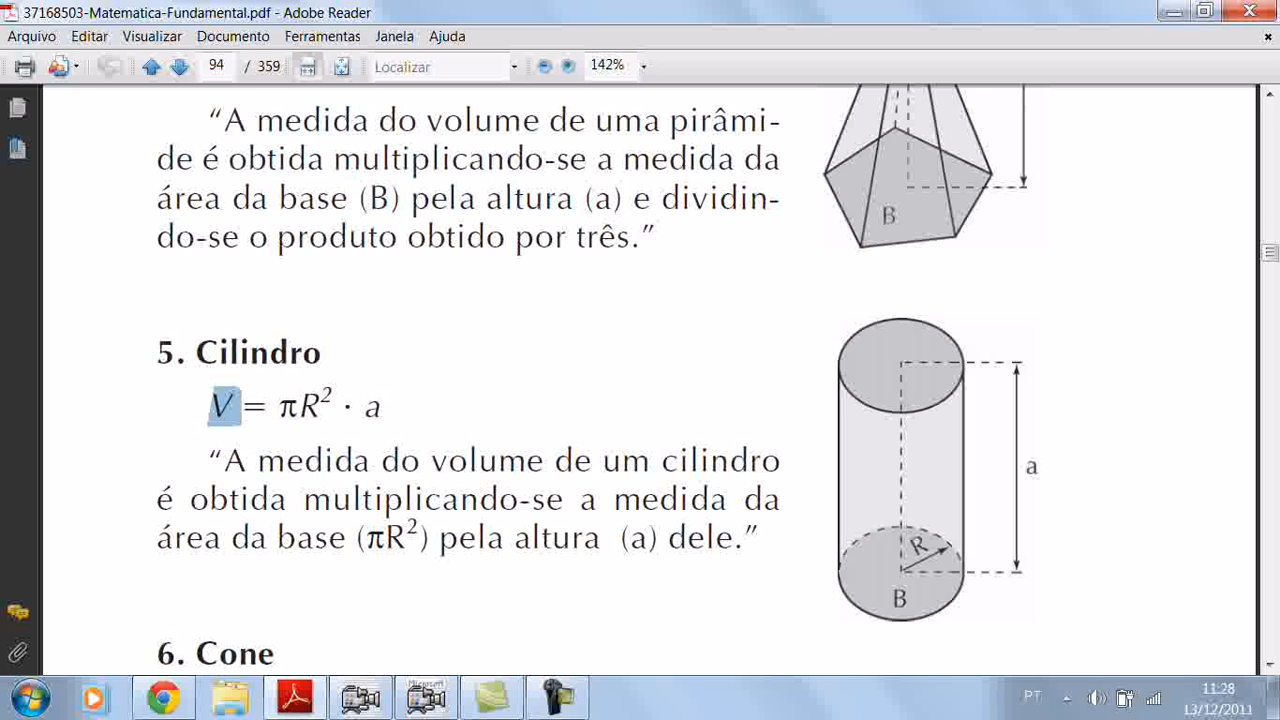 37168503-Matematica-Fundamental.pdf - Adobe Reader
Arquivo Editar Visualizar Documento Ferramentas Janela Ajuda
94 / 359 Localizar 142%
“A medida do volume de uma pirâmi-
de é obtida multiplicando-se a medida da
área da base (B) pela altura (a) e dividin-
do-se o produto obtido por três.”
B
5. Cilindro
V = πR² · a
“A medida do volume de um cilindro
é obtida multiplicando-se a medida da
área da base (πR²) pela altura (a) dele.”
a
R
B
6. Cone
PT
11:28
13/12/2011